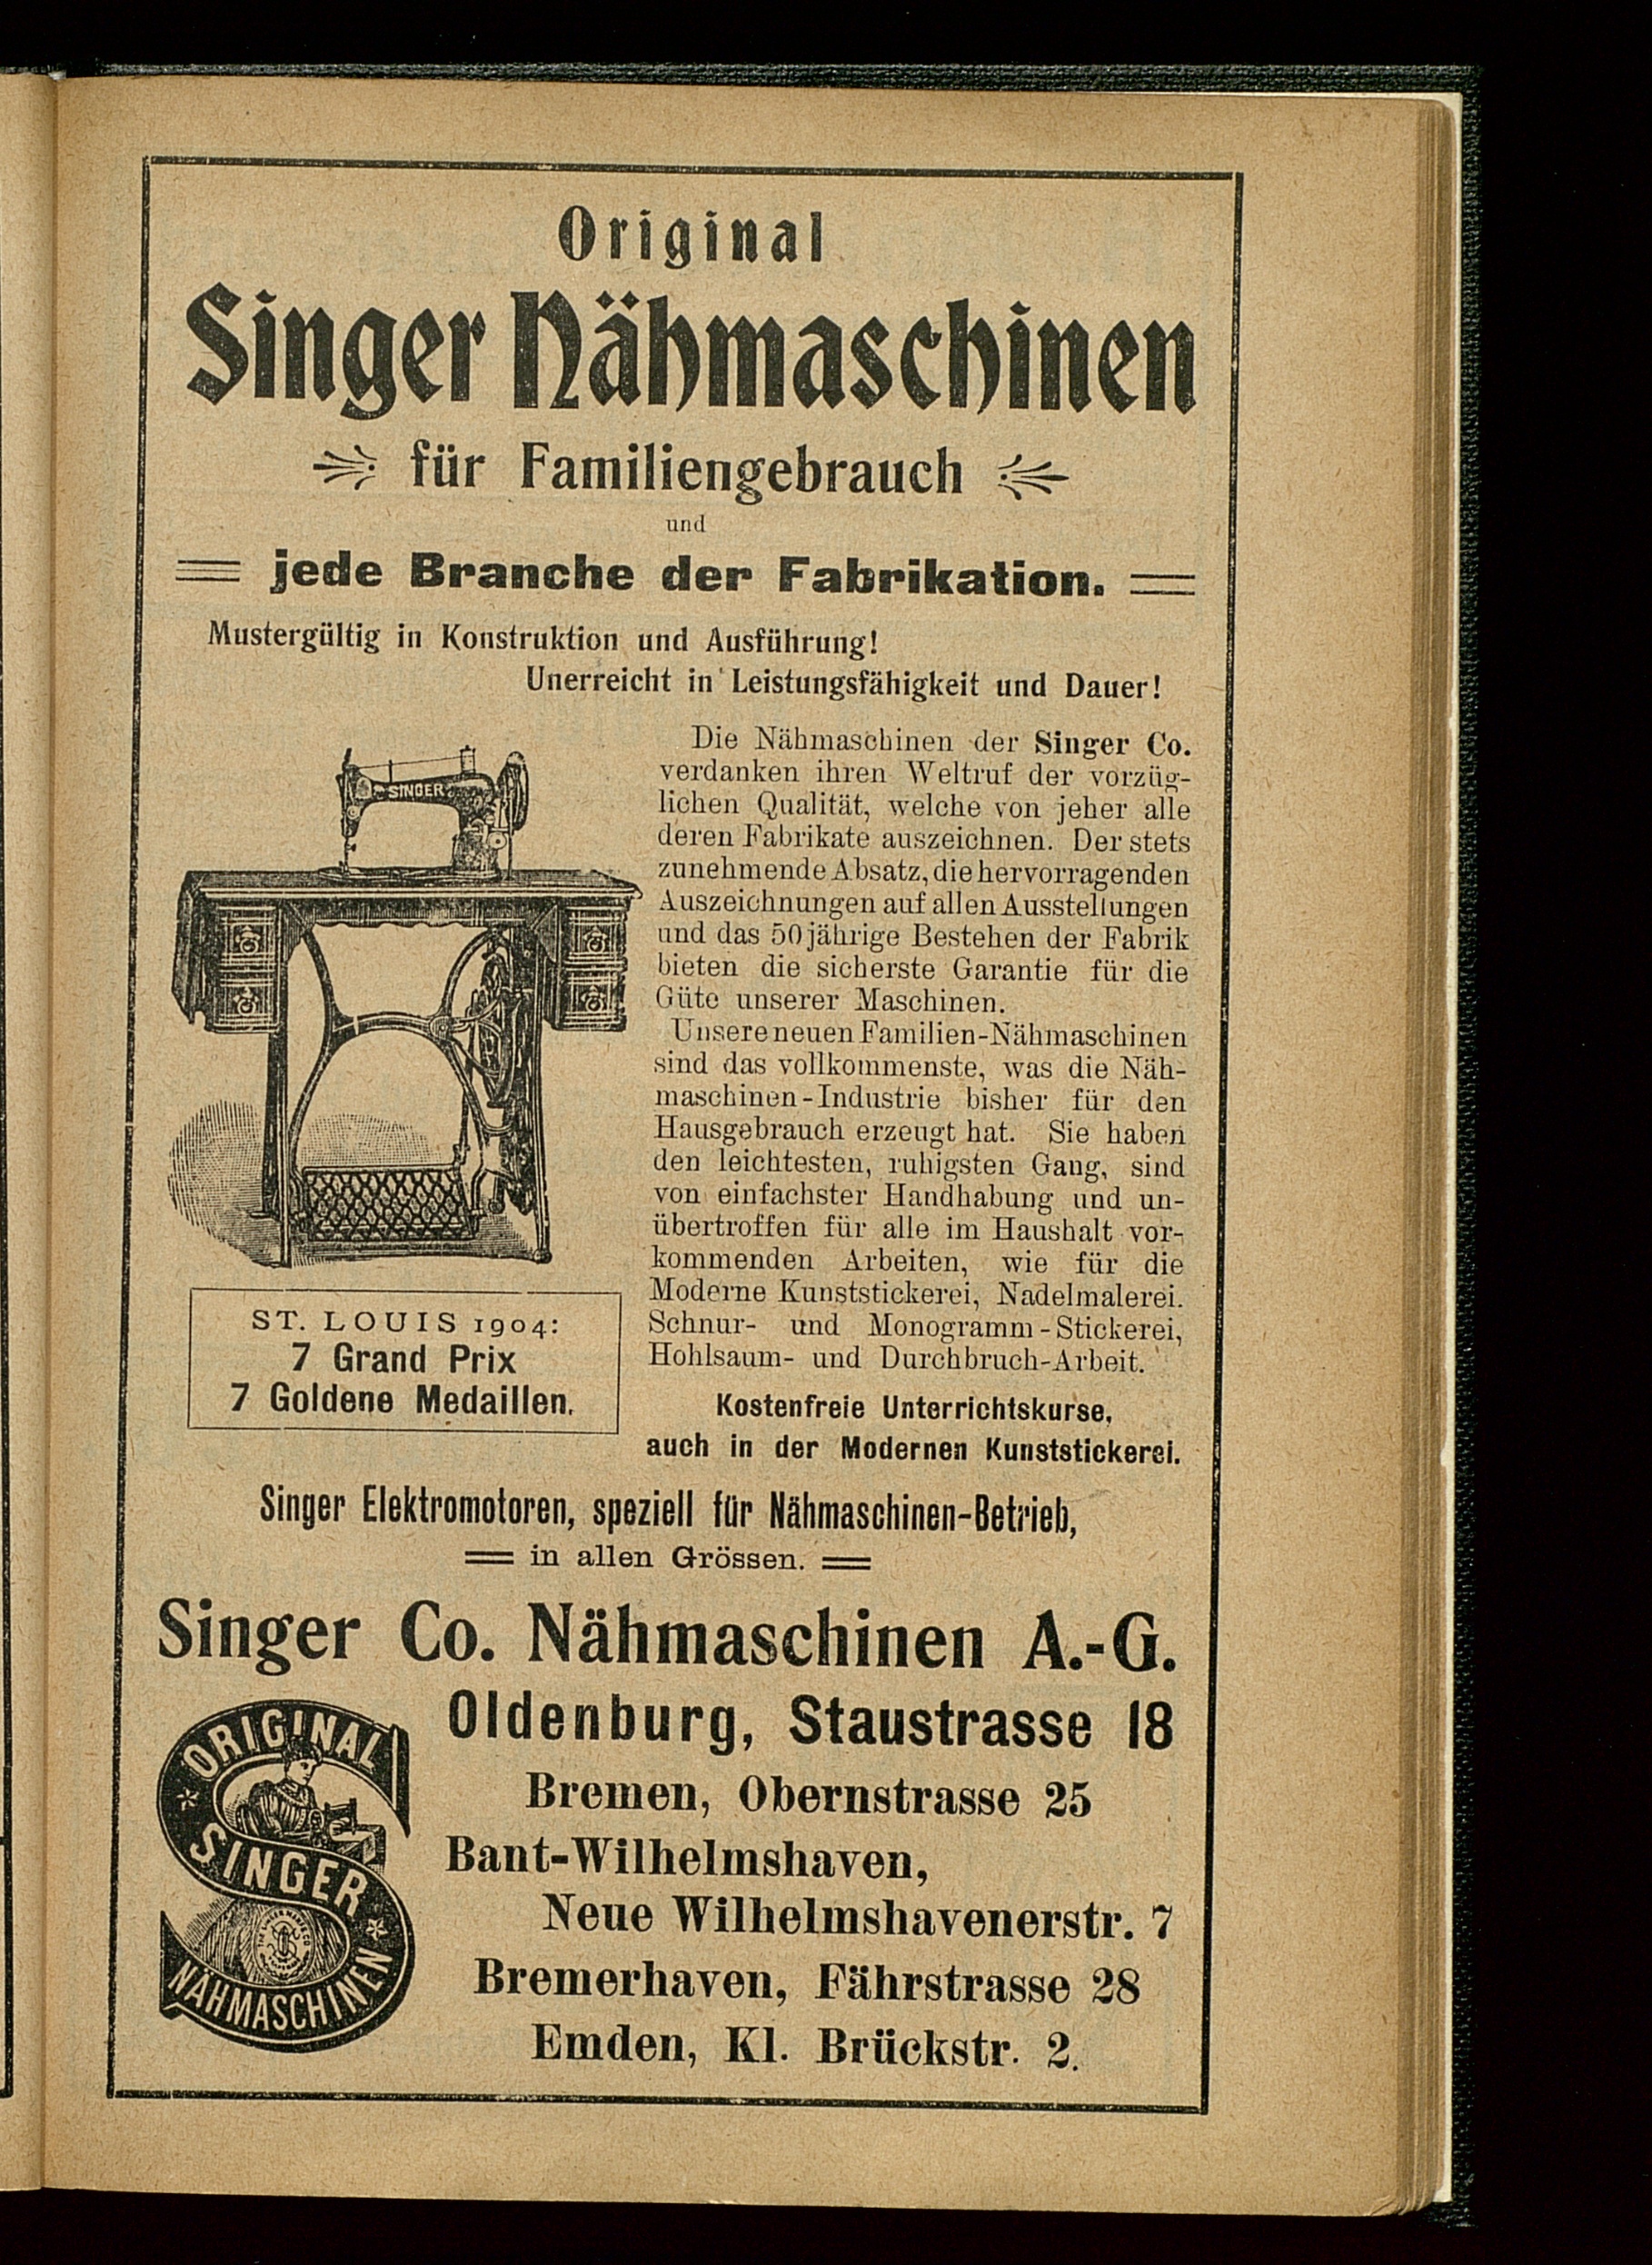 Original
Singer Nähmaschinen
für Familiengebrauch
und
jede Branche der Fabrikation.
Mustergültig in Konstruktion und Ausführung!
Unerreicht in Leistungsfähigkeit und Dauer!
SINGER
Die Nähmaschinen der Singer Co.
verdanken ihren Weltruf der vorzüg-
lichen Qualität, welche von jeher alle
deren Fabrikate auszeichnen. Der stets
zunehmende Absatz, die hervorragenden
Auszeichnungen auf allen Ausstellungen
und das 50jährige Bestehen der Fabrik
bieten die sicherste Garantie für die
Güte unserer Maschinen.
Unsere neuen Familien-Nähmaschinen
sind das vollkommenste, was die Näh-
maschinen-Industrie bisher für den
Hausgebrauch erzeugt hat. Sie haben
den leichtesten, ruhigsten Gang, sind
von einfachster Handhabung und un-
übertroffen für alle im Haushalt vor-
kommenden Arbeiten, wie für die
Moderne Kunststickerei, Nadelmalerei.
Schnur- und Monogramm-Stickerei,
Hohlsaum- und Durchbruch-Arbeit.
ST. LOUIS 1904:
7 Grand Prix
7 Goldene Medaillen.
Kostenfreie Unterrichtskurse,
auch in der Modernen Kunststickerei.
Singer Elektromotoren, speziell für Nähmaschinen-Betrieb,
in allen Grössen.
Singer Co. Nähmaschinen A.-G.
ORIGINAL
SINGER
NÄHMASCHINEN
Oldenburg, Staustrasse 18
Bremen, Obernstrasse 25
Bant-Wilhelmshaven,
Neue Wilhelmshavenerstr. 7
Bremerhaven, Fährstrasse 28
Emden, Kl. Brückstr. 2.